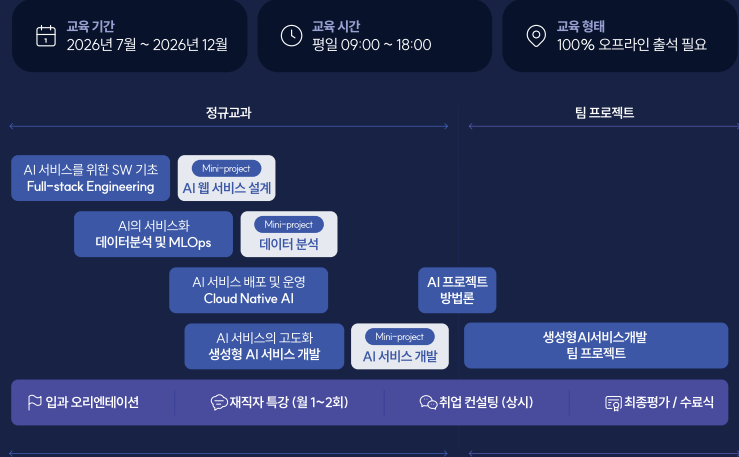 교육 기간
2026년 7월 ~ 2026년 12월
교육 시간
평일 09:00 ~ 18:00
교육 형태
100% 오프라인 출석 필요
정규교과
팀 프로젝트
AI 서비스를 위한 SW 기초
Full-stack Engineering
Mini-project
AI 웹 서비스 설계
AI의 서비스화
데이터분석 및 MLOps
Mini-project
데이터 분석
AI 서비스 배포 및 운영
Cloud Native AI
AI 프로젝트
방법론
AI 서비스의 고도화
생성형 AI 서비스 개발
Mini-project
AI 서비스 개발
생성형AI서비스개발
팀 프로젝트
입과 오리엔테이션
재직자 특강 (월 1~2회)
취업 컨설팅 (상시)
최종평가 / 수료식